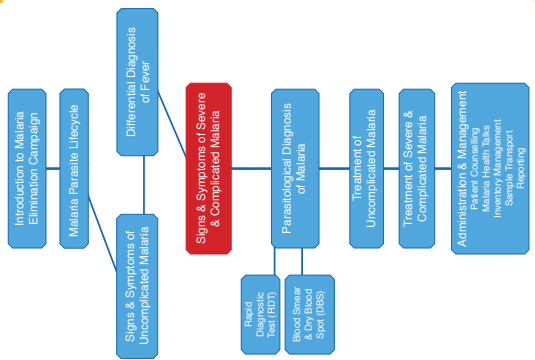 Introduction to Malaria
Elimination Campaign
Malaria Parasite Lifecycle
Signs & Symptoms of
Uncomplicated Malaria
Differential Diagnosis
of Fever
Signs & Symptoms of Severe
& Complicated Malaria
Parasitological Diagnosis
of Malaria
Rapid
Diagnostic
Test (RDT)
Blood Smear
& Dry Blood
Spot (DBS)
Treatment of
Uncomplicated Malaria
Treatment of Severe &
Complicated Malaria
Administration & Management
Patient Counselling
Malaria Health Talks
Inventory Management
Sample Transport
Reporting